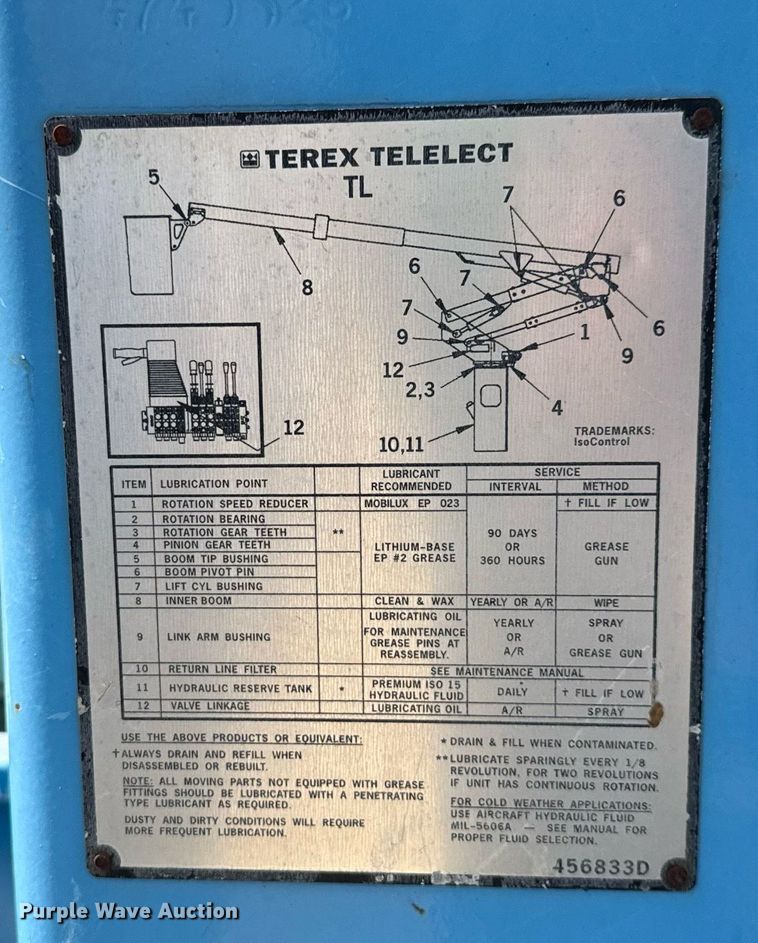 TEREX TELELECT
TL
5
7
6
8
6
7
7
9
1
6
9
12
2,3
4
12
10,11
TRADEMARKS:
IsoControl
ITEM LUBRICATION POINT LUBRICANT RECOMMENDED SERVICE
INTERVAL METHOD
1 ROTATION SPEED REDUCER MOBILUX EP 023 † FILL IF LOW
2 ROTATION BEARING
3 ROTATION GEAR TEETH **
4 PINION GEAR TEETH
5 BOOM TIP BUSHING
6 BOOM PIVOT PIN
7 LIFT CYL BUSHING
LITHIUM-BASE
EP #2 GREASE
90 DAYS
OR
360 HOURS
GREASE
GUN
8 INNER BOOM CLEAN & WAX YEARLY OR A/R WIPE
9 LINK ARM BUSHING
LUBRICATING OIL
FOR MAINTENANCE
GREASE PINS AT
REASSEMBLY.
YEARLY
OR
A/R
SPRAY
OR
GREASE GUN
10 RETURN LINE FILTER SEE MAINTENANCE MANUAL
11 HYDRAULIC RESERVE TANK * PREMIUM ISO 15
HYDRAULIC FLUID DAILY † FILL IF LOW
12 VALVE LINKAGE LUBRICATING OIL A/R SPRAY
USE THE ABOVE PRODUCTS OR EQUIVALENT:
†ALWAYS DRAIN AND REFILL WHEN
DISASSEMBLED OR REBUILT.
NOTE: ALL MOVING PARTS NOT EQUIPPED WITH GREASE
FITTINGS SHOULD BE LUBRICATED WITH A PENETRATING
TYPE LUBRICANT AS REQUIRED.
DUSTY AND DIRTY CONDITIONS WILL REQUIRE
MORE FREQUENT LUBRICATION.
* DRAIN & FILL WHEN CONTAMINATED.
**LUBRICATE SPARINGLY EVERY 1/8
REVOLUTION, FOR TWO REVOLUTIONS
IF UNIT HAS CONTINUOUS ROTATION.
FOR COLD WEATHER APPLICATIONS:
USE AIRCRAFT HYDRAULIC FLUID
MIL-5606A — SEE MANUAL FOR
PROPER FLUID SELECTION.
456833D
Purple Wave Auction